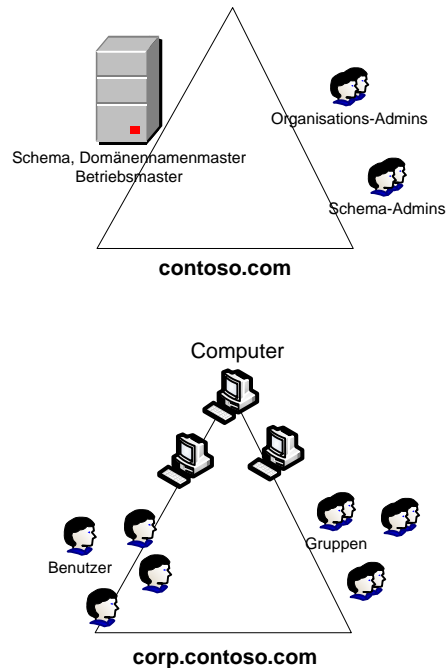 Organisations-Admins
Schema, Domänennamenmaster
Betriebsmaster
Schema-Admins
contoso.com
Computer
Benutzer
Gruppen
corp.contoso.com